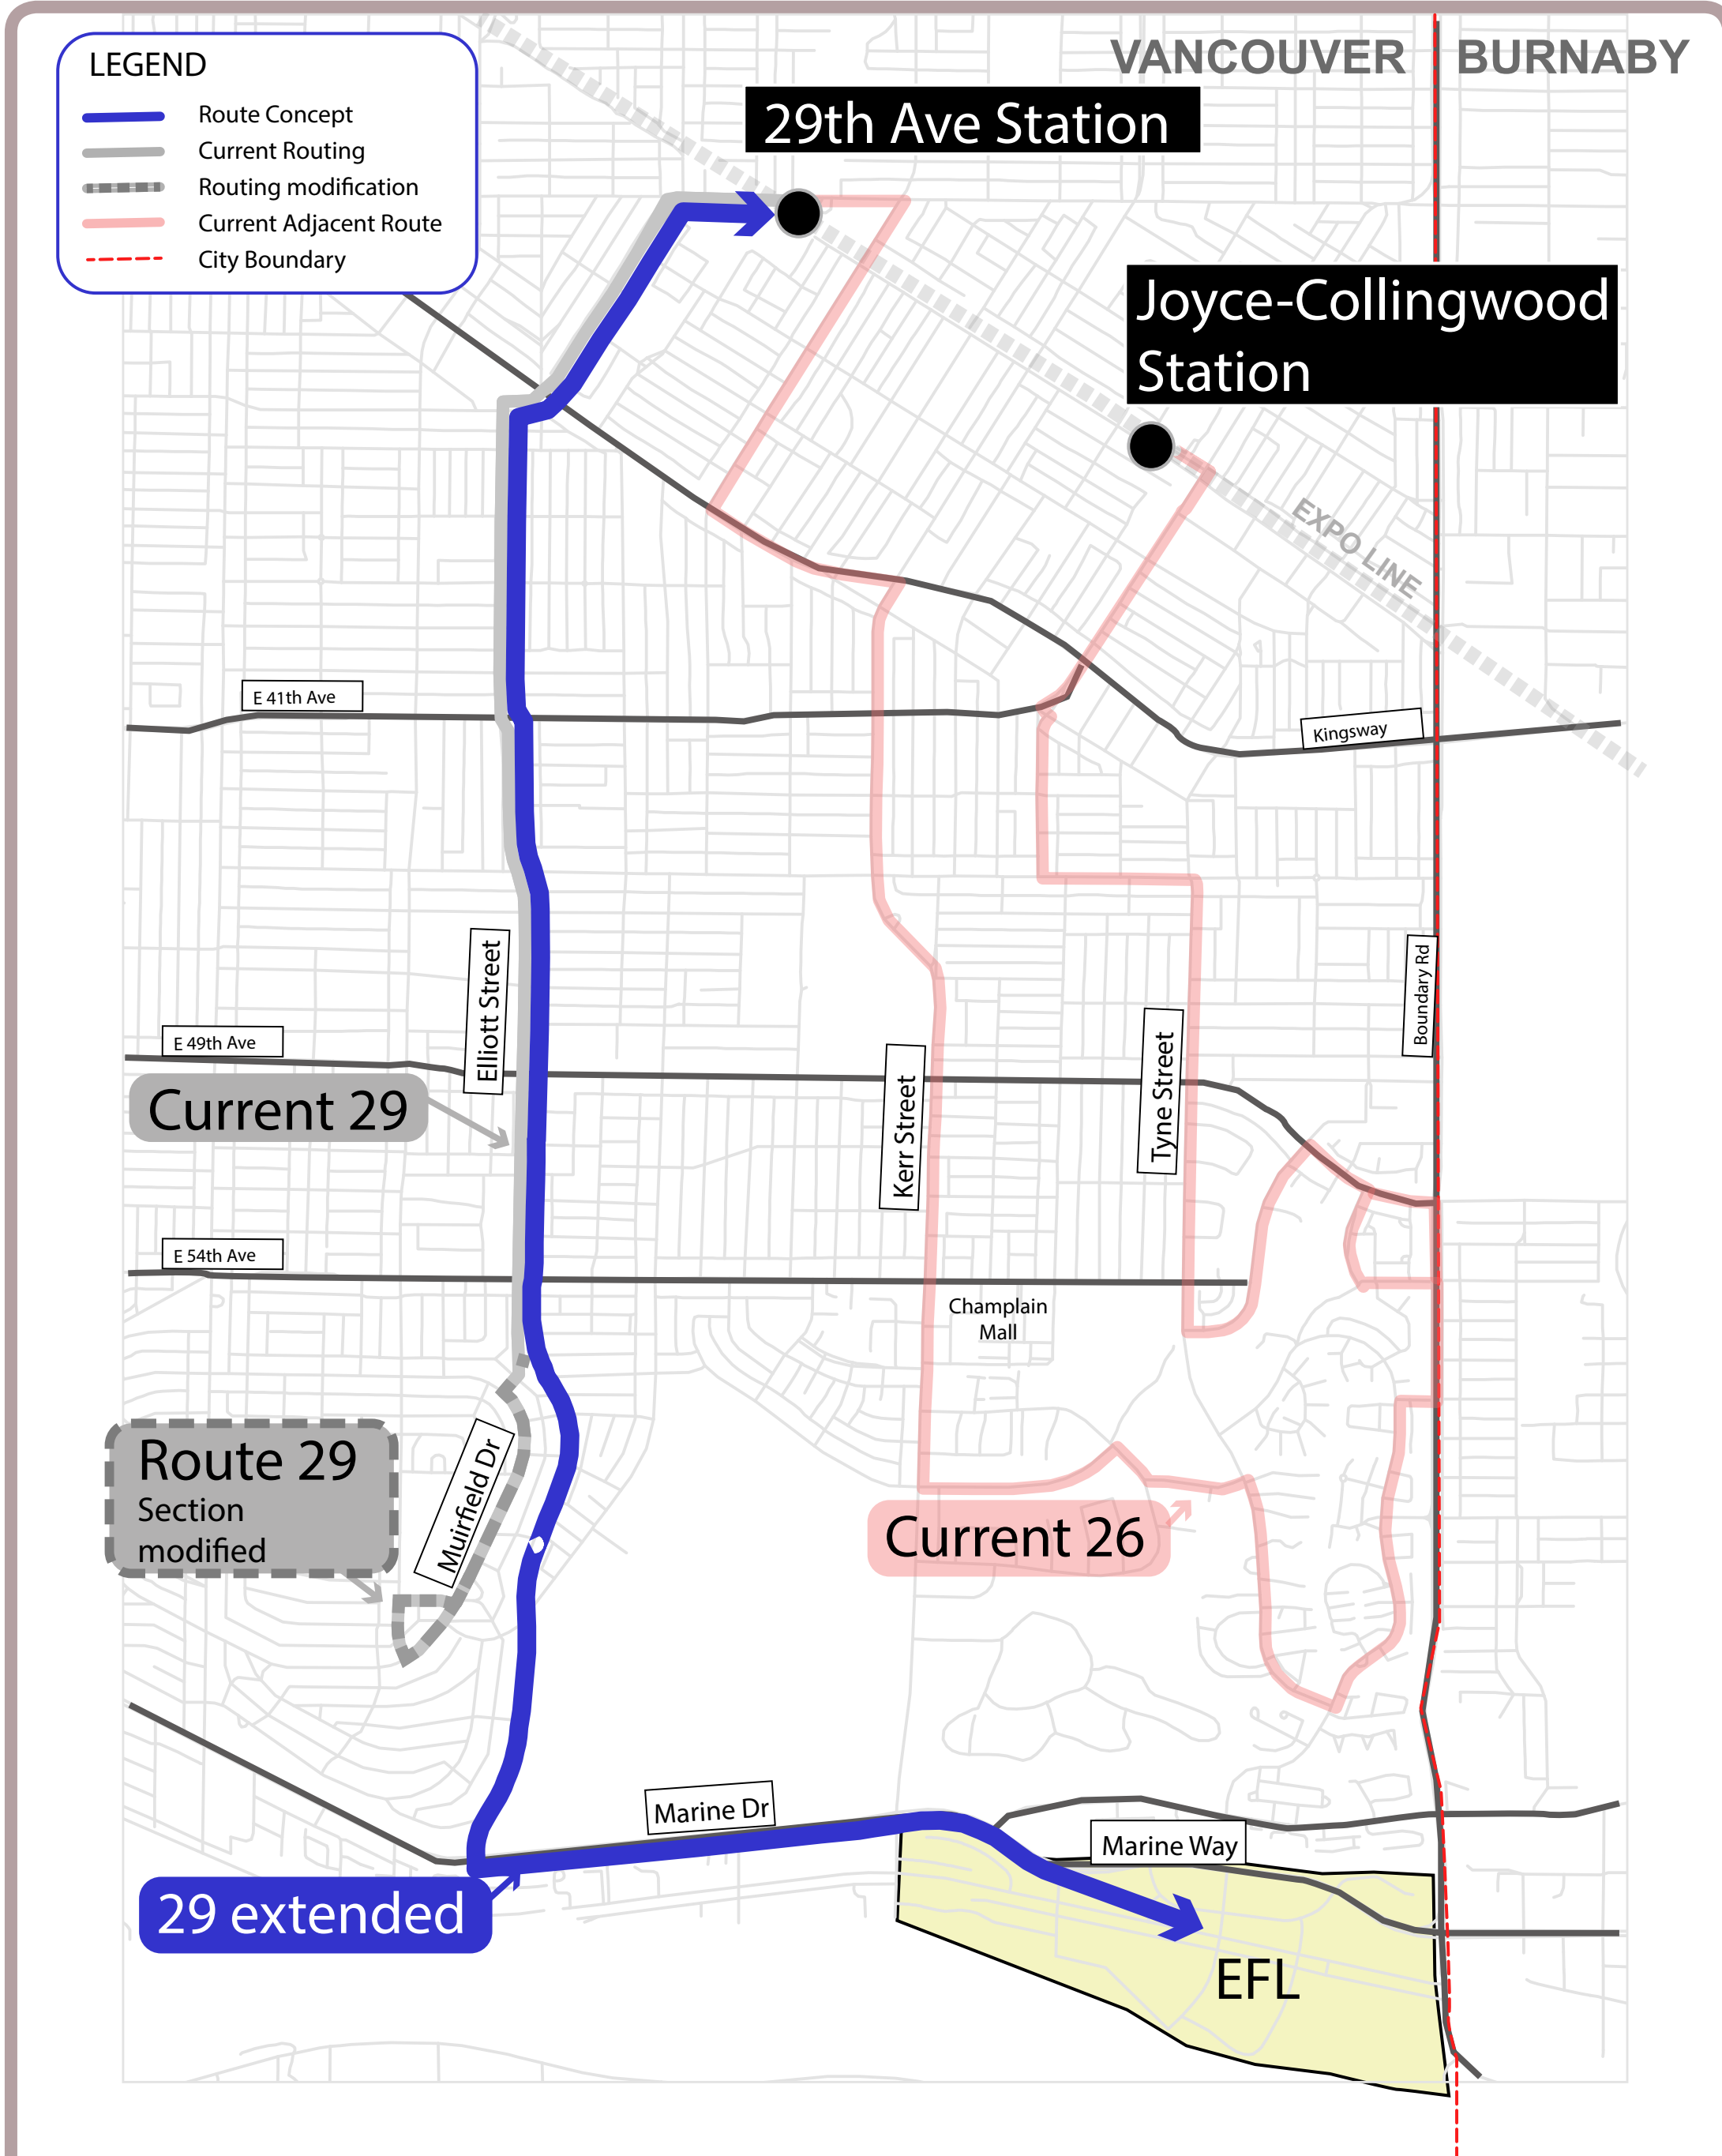 LEGEND
Route Concept
Current Routing
Routing modification
Current Adjacent Route
City Boundary
VANCOUVER
BURNABY
29th Ave Station
Joyce-Collingwood
Station
EXPO LINE
E 41th Ave
Kingsway
Elliott Street
Boundary Rd
E 49th Ave
Current 29
Kerr Street
Tyne Street
E 54th Ave
Champlain
Mall
Route 29
Section
modified
Muirfield Dr
Current 26
Marine Dr
Marine Way
29 extended
EFL